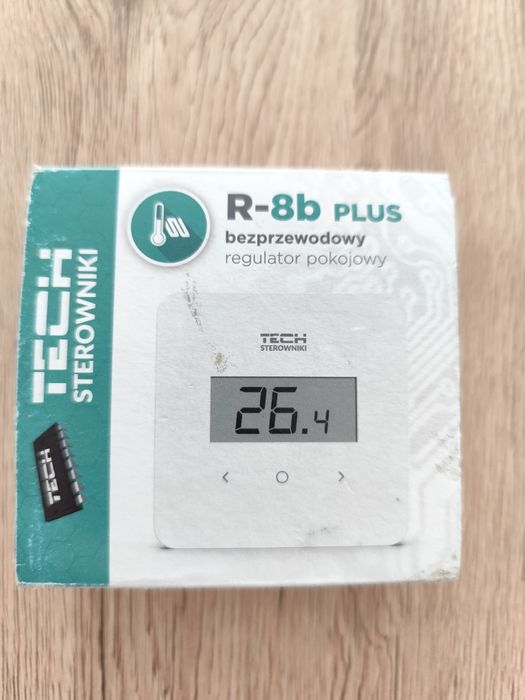 R-8b PLUS
bezprzewodowy
regulator pokojowy
TECH
STEROWNIKI
TECH
STEROWNIKI
26.4
< O >
TECH